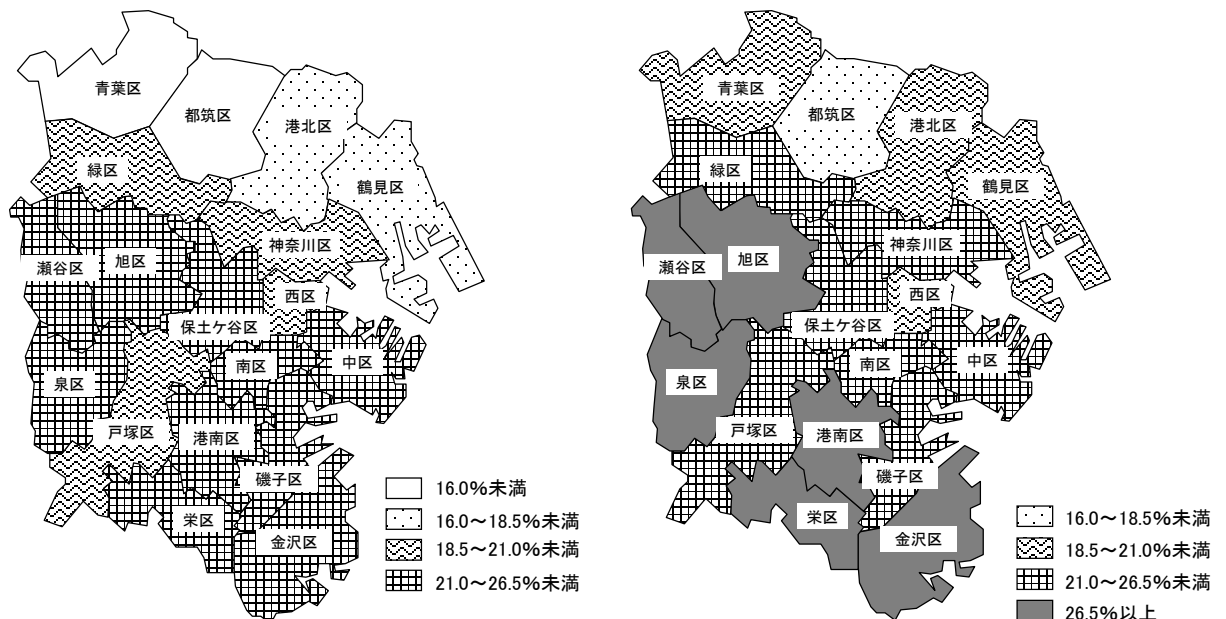 青葉区
都筑区
港北区
緑区
鶴見区
神奈川区
瀬谷区
旭区
西区
保土ケ谷区
南区
中区
泉区
戸塚区
港南区
磯子区
栄区
金沢区
16.0%未満
16.0～18.5%未満
18.5～21.0%未満
21.0～26.5%未満
青葉区
都筑区
港北区
緑区
鶴見区
神奈川区
瀬谷区
旭区
西区
保土ケ谷区
南区
中区
泉区
戸塚区
港南区
磯子区
栄区
金沢区
16.0～18.5%未満
18.5～21.0%未満
21.0～26.5%未満
26.5%以上